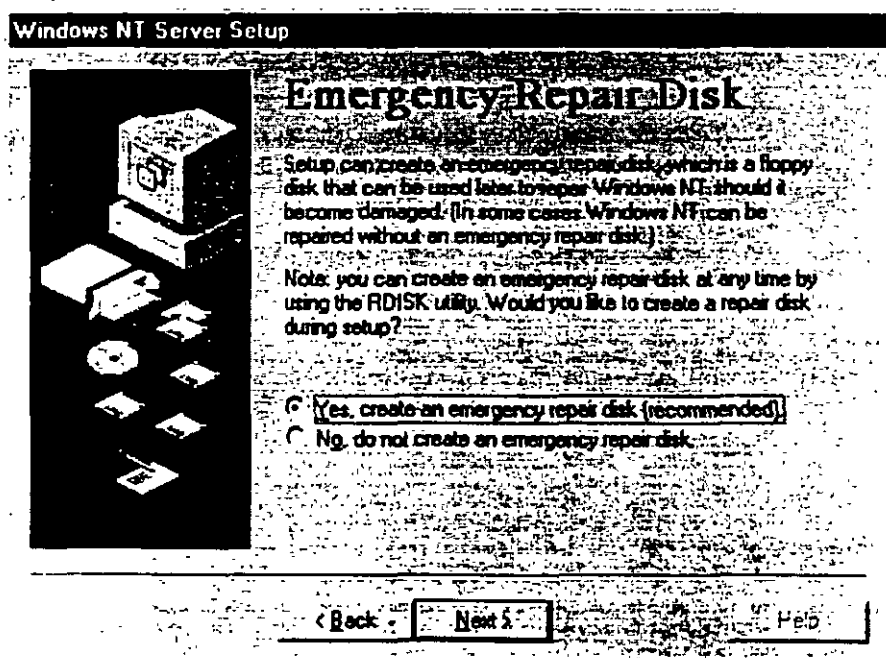 Windows NT Server Setup
Emergency Repair Disk
Setup can create an emergency repair disk, which is a floppy
disk that can be used later to repair Windows NT should it
become damaged. (In some cases Windows NT can be
repaired without an emergency repair disk.)
Note: you can create an emergency repair disk at any time by
using the RDISK utility. Would you like to create a repair disk
during setup?
Yes, create an emergency repair disk (recommended).
No, do not create an emergency repair disk.
< Back
Next >
Help